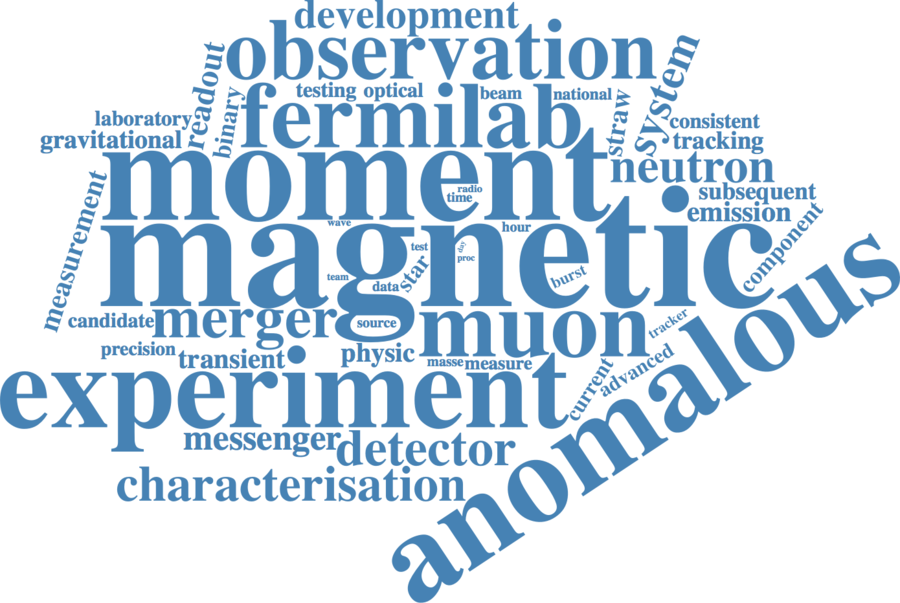 development
observation
readout
system
testing optical
beam
national
binary
fermilab
straw
laboratory
consistent
gravitational
tracking
moment
neutron
radio
time
subsequent
measurement
emission
wave
magnetic
hour
test
day
proc
component
team
data
star
burst
anomalous
candidate
merger
source
muon
tracker
precision
transient
physic
masse
measure
advanced
current
experiment
messenger
detector
characterisation